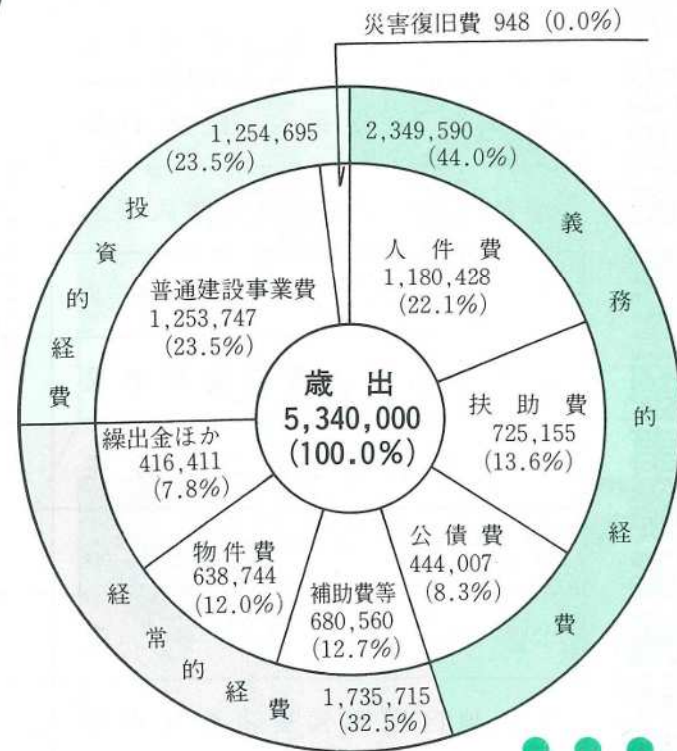 災害復旧費 948 (0.0%)
2,349,590
(44.0%)
義務的経費
人件費
1,180,428
(22.1%)
扶助費
725,155
(13.6%)
公債費
444,007
(8.3%)
補助費等
680,560
(12.7%)
物件費
638,744
(12.0%)
繰出金ほか
416,411
(7.8%)
経常的経費
1,735,715
(32.5%)
普通建設事業費
1,253,747
(23.5%)
投資的経費
1,254,695
(23.5%)
歳出
5,340,000
(100.0%)